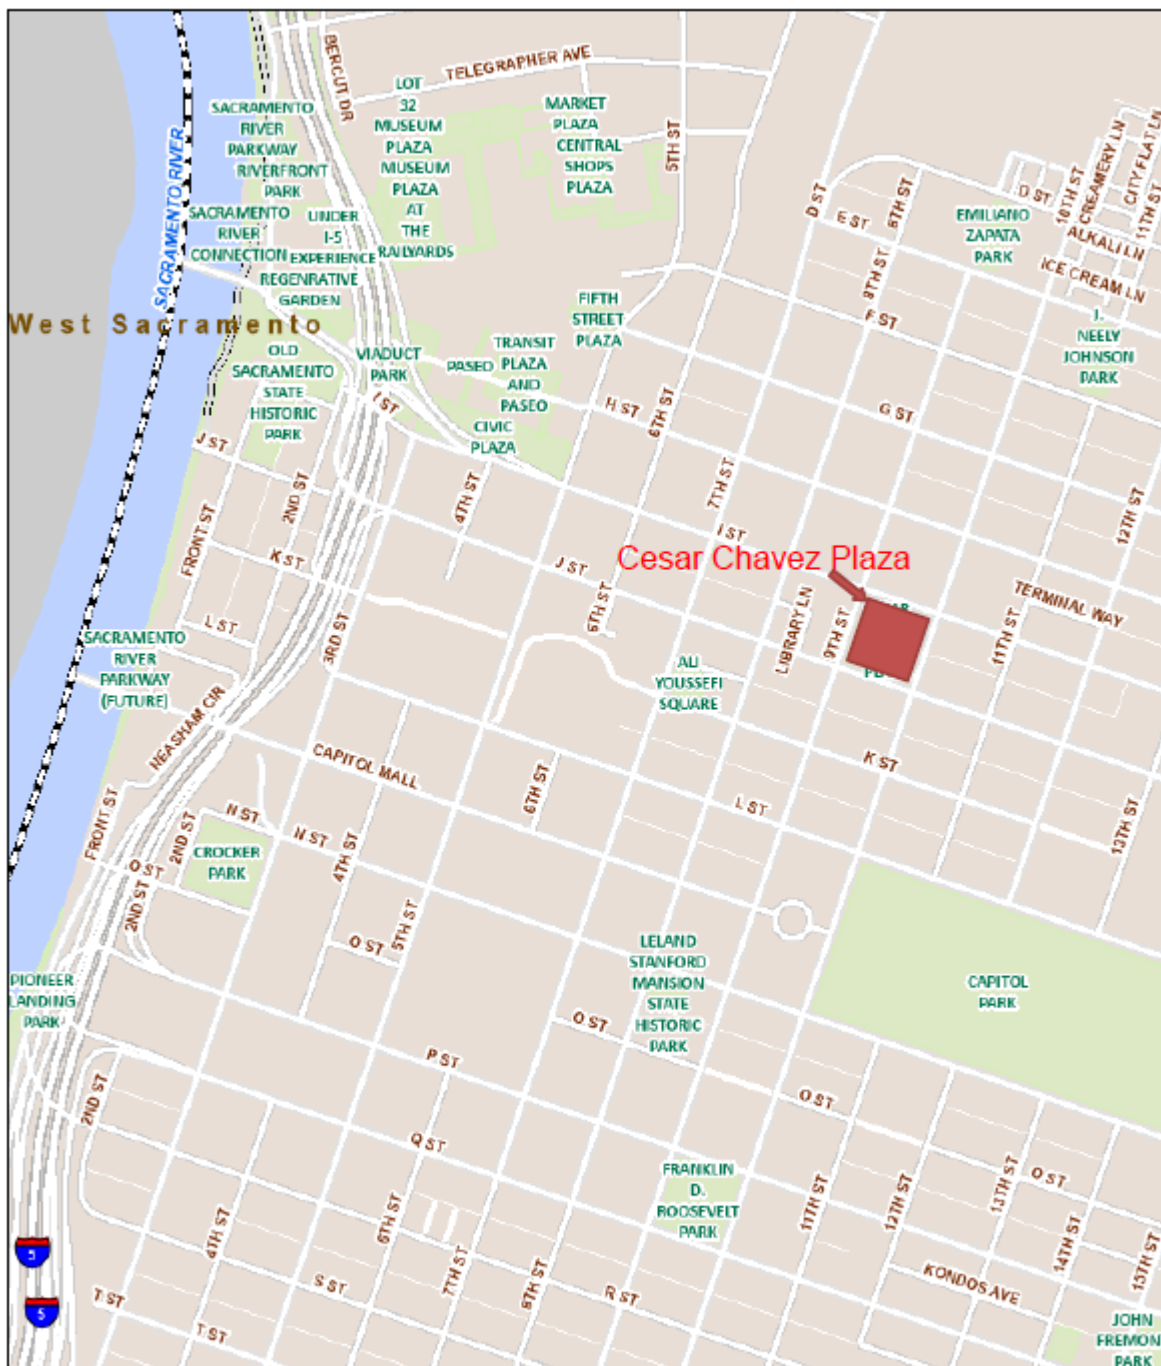 BERCUT DR
TELEGRAPHER AVE
LOT
32
MUSEUM
PLAZA
MUSEUM
PLAZA
AT
THE
RAILYARDS
MARKET
PLAZA
CENTRAL
SHOPS
PLAZA
5TH ST
SACRAMENTO
RIVER
PARKWAY
RIVERFRONT
PARK
SACRAMENTO RIVER
SACRAMENTO
RIVER
CONNECTION
UNDER
I-5
EXPERIENCE
REGENRATIVE
GARDEN
D ST
E ST
8TH ST
D ST
10TH ST
CREAMERY LN
CITY FLAT LN
11TH ST
ALKALI LN
ICE CREAM LN
EMILIANO
ZAPATA
PARK
F ST
J.
NEELY
JOHNSON
PARK
West Sacramento
FIFTH
STREET
PLAZA
OLD
SACRAMENTO
STATE
HISTORIC
PARK
VIADUCT
PARK
PASEO
TRANSIT
PLAZA
AND
PASEO
CIVIC
PLAZA
I ST
H ST
6TH ST
G ST
J ST
2ND ST
4TH ST
7TH ST
12TH ST
FRONT ST
K ST
J ST
I ST
Cesar Chavez Plaza
TERMINAL WAY
L ST
3RD ST
LIBRARY LN
9TH ST
11TH ST
SACRAMENTO
RIVER
PARKWAY
(FUTURE)
ALI
YOUSSEFI
SQUARE
NEASHAM CIR
CAPITOL MALL
6TH ST
K ST
L ST
13TH ST
FRONT ST
2ND ST
N ST
N ST
4TH ST
CROCKER
PARK
O ST
2ND ST
O ST
5TH ST
LELAND
STANFORD
MANSION
STATE
HISTORIC
PARK
CAPITOL
PARK
PIONEER
LANDING
PARK
O ST
P ST
2ND ST
O ST
Q ST
FRANKLIN
D.
ROOSEVELT
PARK
11TH ST
12TH ST
13TH ST
O ST
14TH ST
15TH ST
4TH ST
6TH ST
7TH ST
8TH ST
5
5
S ST
R ST
KONDOS AVE
T ST
T ST
JOHN
FREMON
PARK